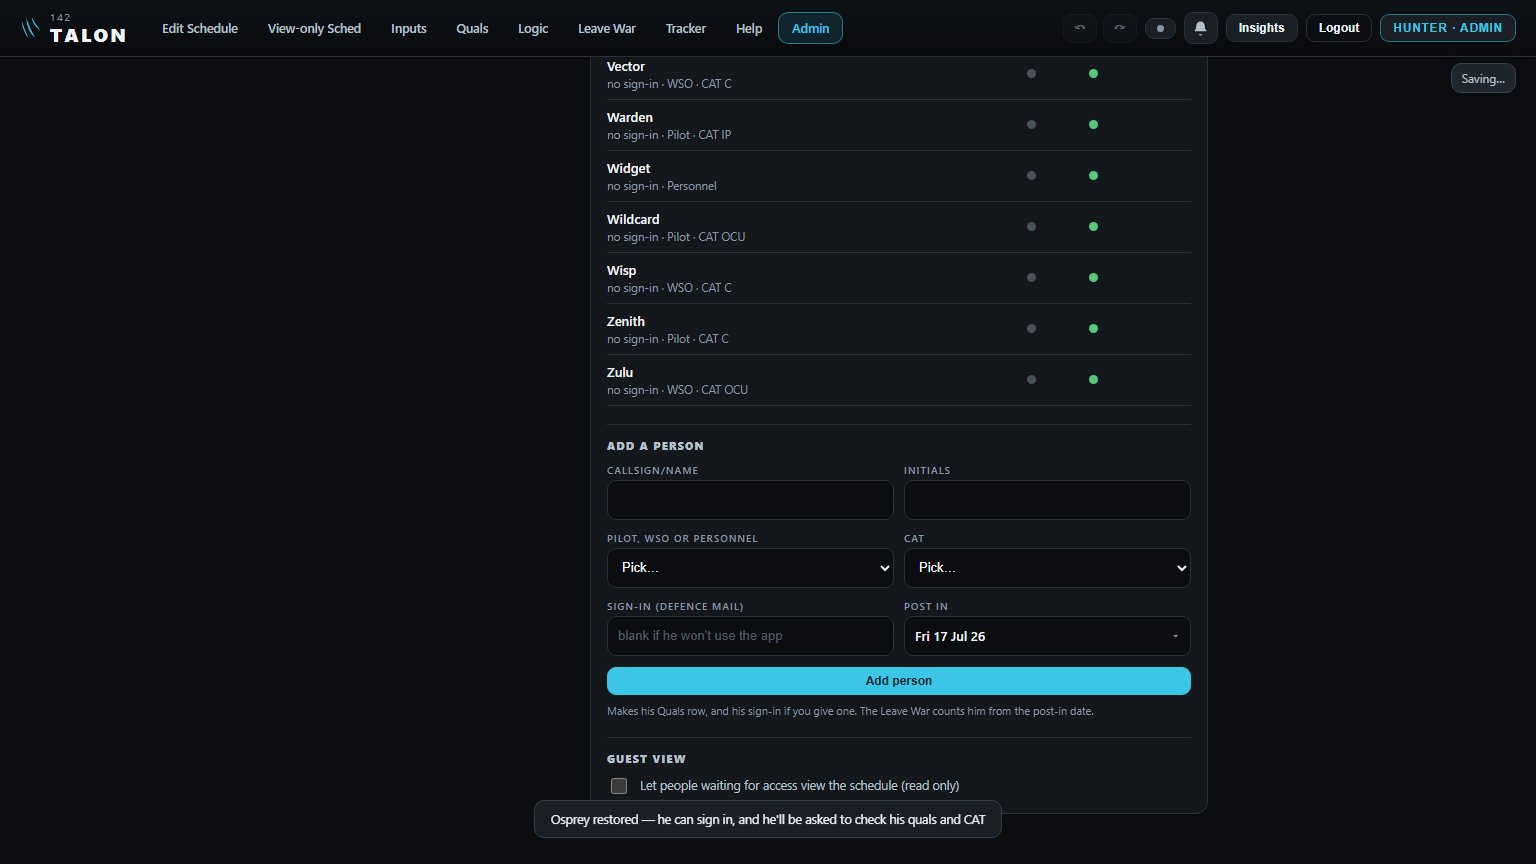 142
TALON
Edit Schedule
View-only Sched
Inputs
Quals
Logic
Leave War
Tracker
Help
Admin
Insights
Logout
HUNTER · ADMIN
Saving...
Vector
no sign-in · WSO · CAT C
Warden
no sign-in · Pilot · CAT IP
Widget
no sign-in · Personnel
Wildcard
no sign-in · Pilot · CAT OCU
Wisp
no sign-in · WSO · CAT C
Zenith
no sign-in · Pilot · CAT C
Zulu
no sign-in · WSO · CAT OCU
ADD A PERSON
CALLSIGN/NAME
INITIALS
PILOT, WSO OR PERSONNEL
CAT
Pick...
Pick...
SIGN-IN (DEFENCE MAIL)
POST IN
blank if he won't use the app
Fri 17 Jul 26
Add person
Makes his Quals row, and his sign-in if you give one. The Leave War counts him from the post-in date.
GUEST VIEW
Let people waiting for access view the schedule (read only)
Osprey restored — he can sign in, and he'll be asked to check his quals and CAT